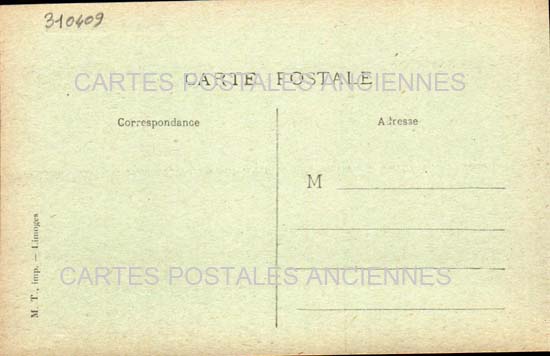 310409
CARTE POSTALE
CARTES POSTALES ANCIENNES
Correspondance
Adresse
M
M. T., imp. — Limoges
CARTES POSTALES ANCIENNES